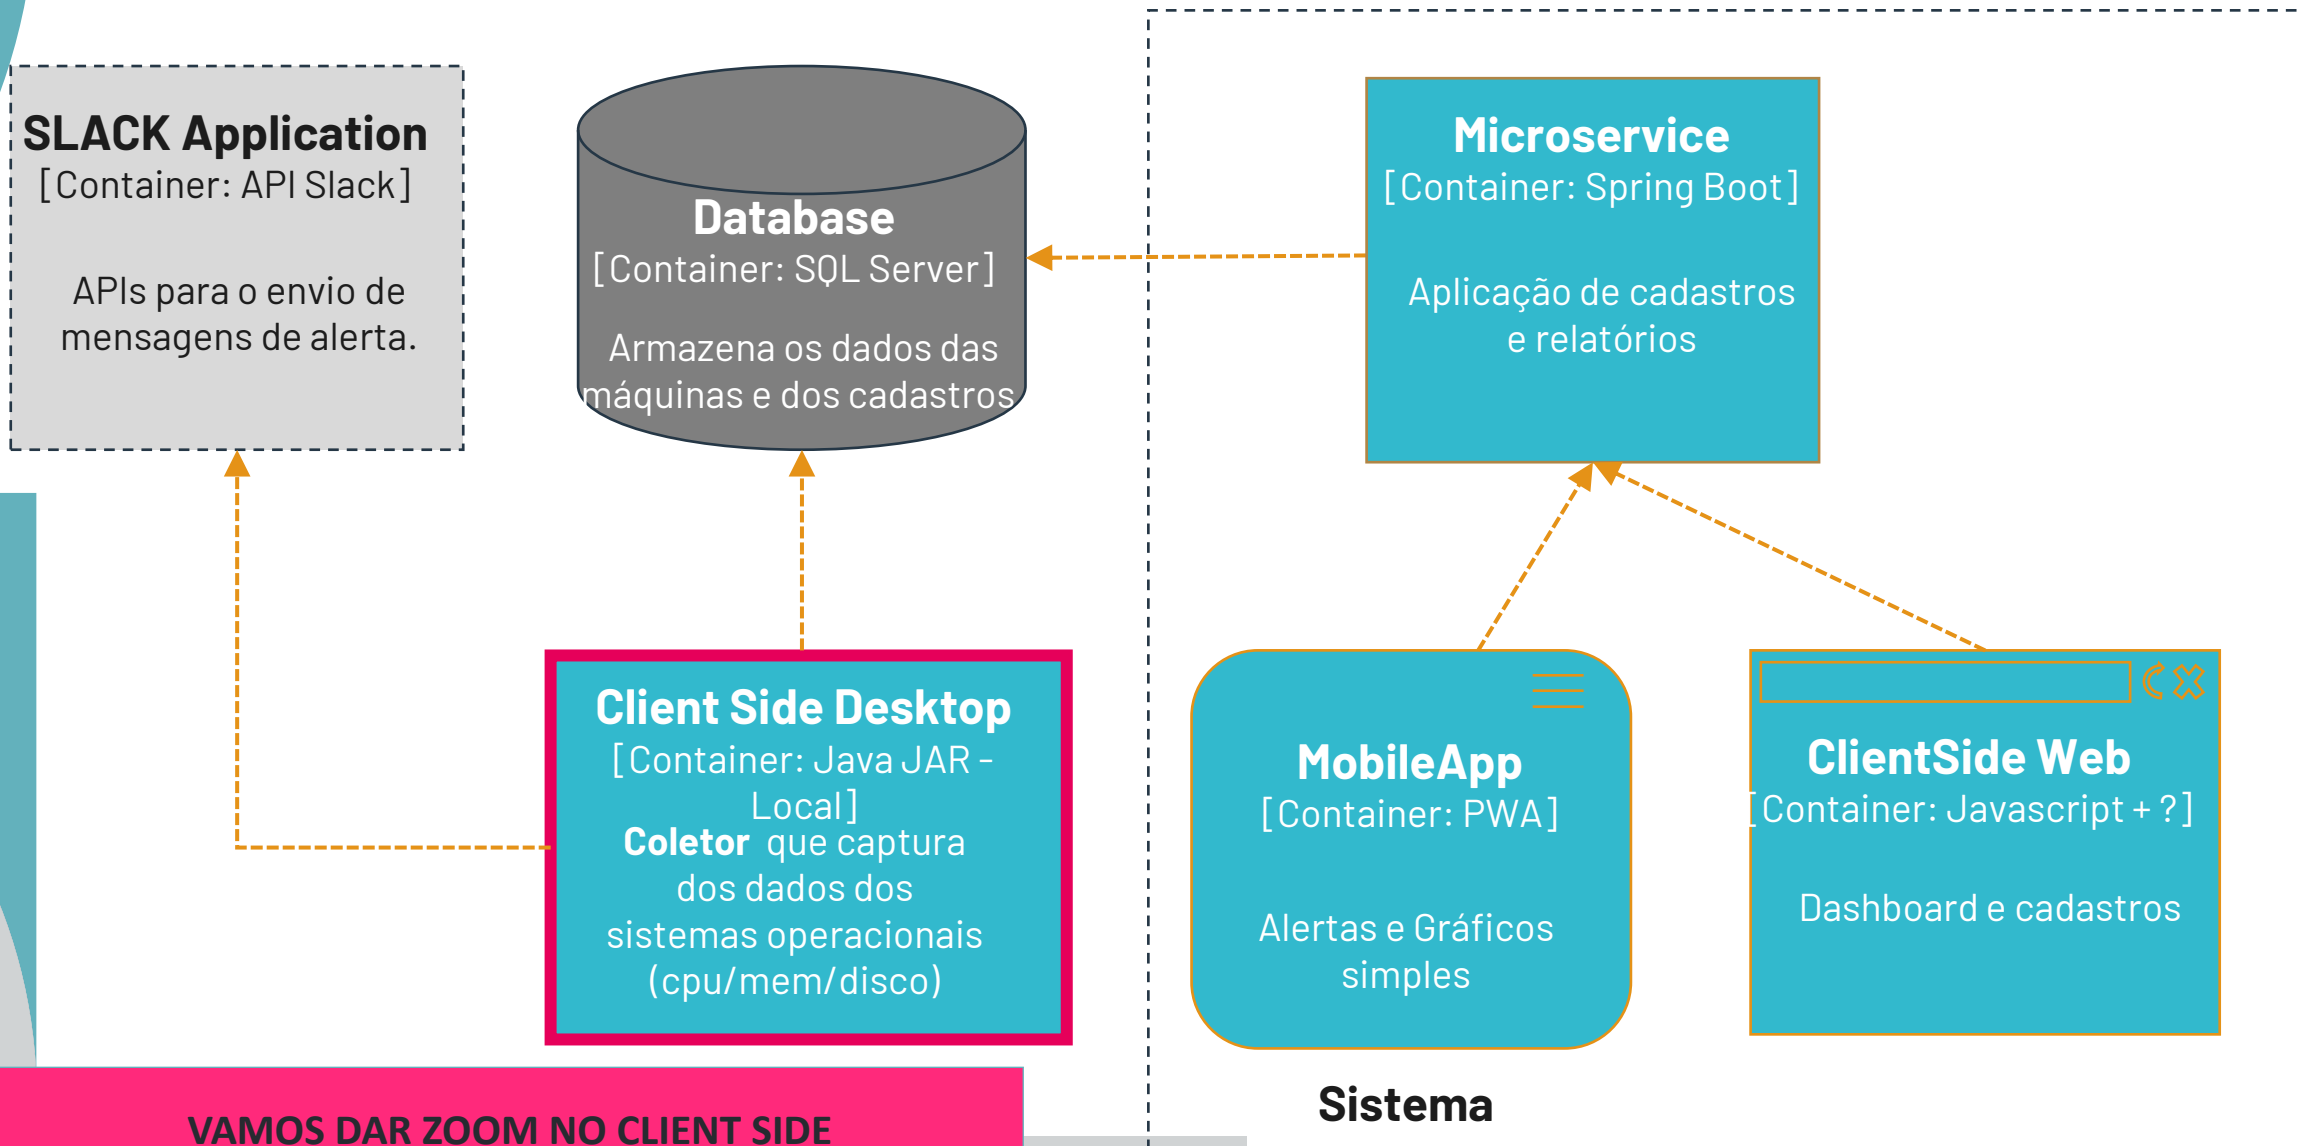 SLACK Application
[Container: API Slack]
APIs para o envio de
mensagens de alerta.
Database
[Container: SQL Server]
Armazena os dados das
máquinas e dos cadastros
Microservice
[Container: Spring Boot]
Aplicação de cadastros
e relatórios
Client Side Desktop
[Container: Java JAR -
Local]
Coletor que captura
dos dados dos
sistemas operacionais
(cpu/mem/disco)
MobileApp
[Container: PWA]
Alertas e Gráficos
simples
ClientSide Web
[Container: Javascript + ?]
Dashboard e cadastros
Sistema
VAMOS DAR ZOOM NO CLIENT SIDE